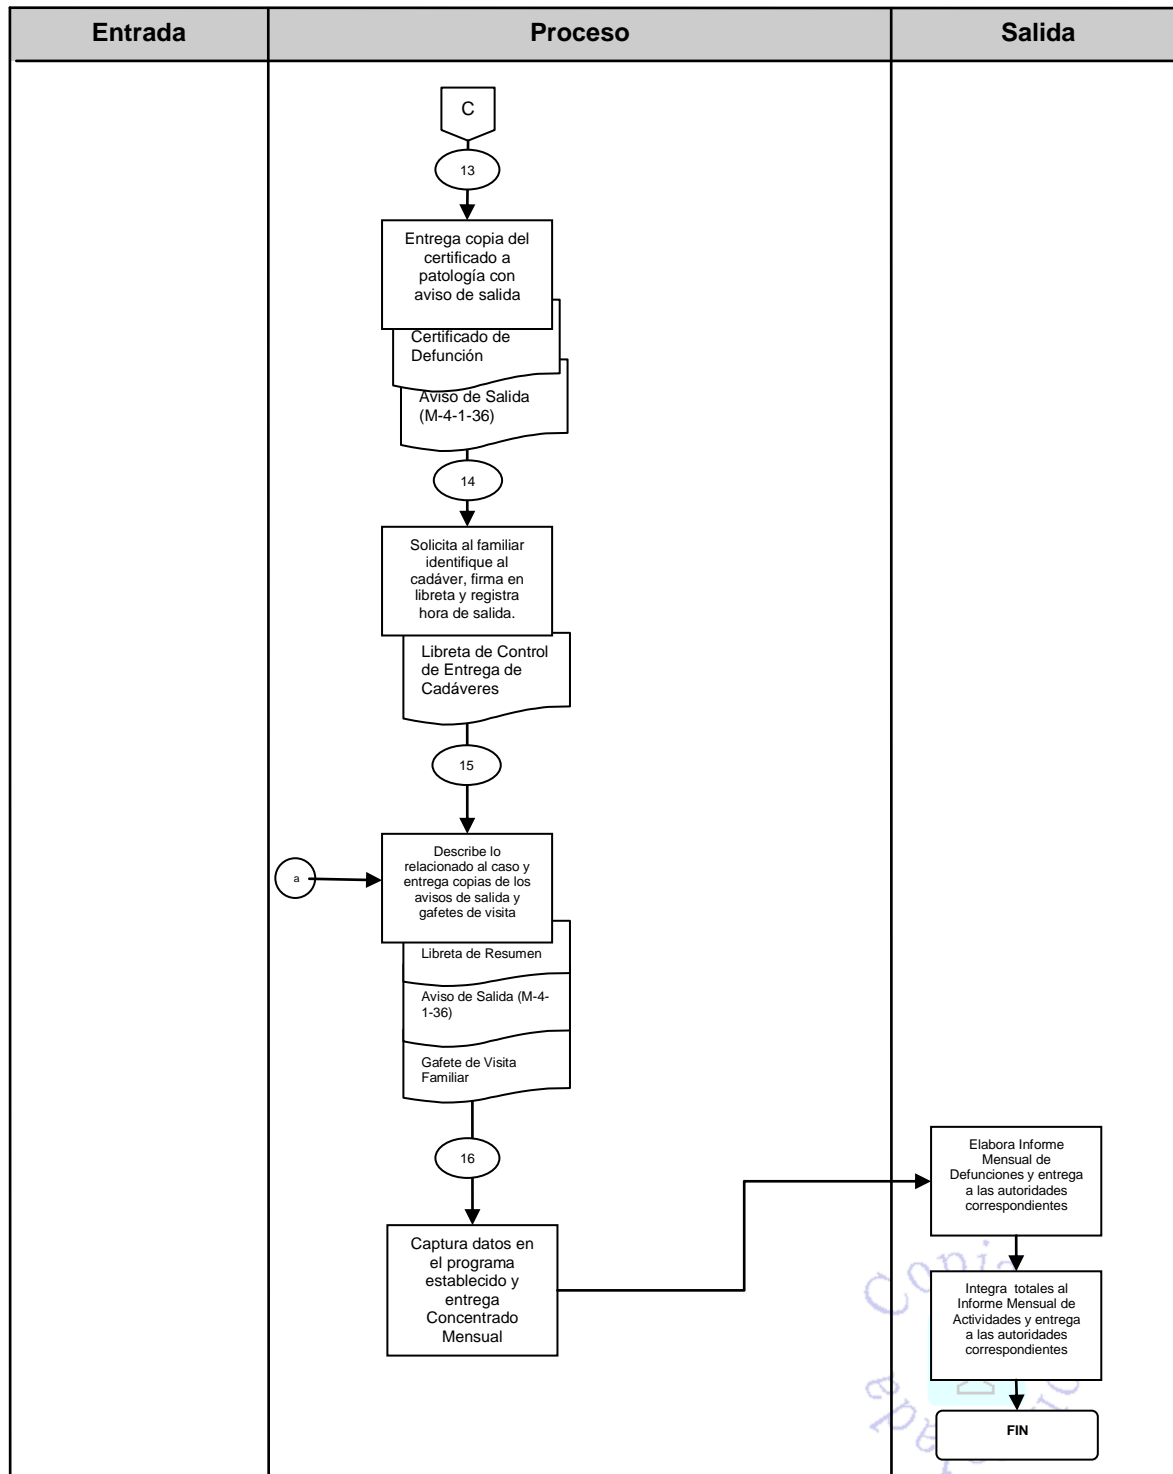 Entrada
Proceso
Salida
C
13
Entrega copia del
certificado a
patología con
aviso de salida
Certificado de
Defunción
Aviso de Salida
(M-4-1-36)
14
Solicita al familiar
identifique al
cadáver, firma en
libreta y registra
hora de salida.
Libreta de Control
de Entrega de
Cadáveres
15
a
Describe lo
relacionado al caso y
entrega copias de los
avisos de salida y
gafetes de visita
Libreta de Resumen
Aviso de Salida (M-4-
1-36)
Gafete de Visita
Familiar
16
Captura datos en
el programa
establecido y
entrega
Concentrado
Mensual
Elabora Informe
Mensual de
Defunciones y entrega
a las autoridades
correspondientes
Integra totales al
Informe Mensual de
Actividades y entrega
a las autoridades
correspondientes
FIN